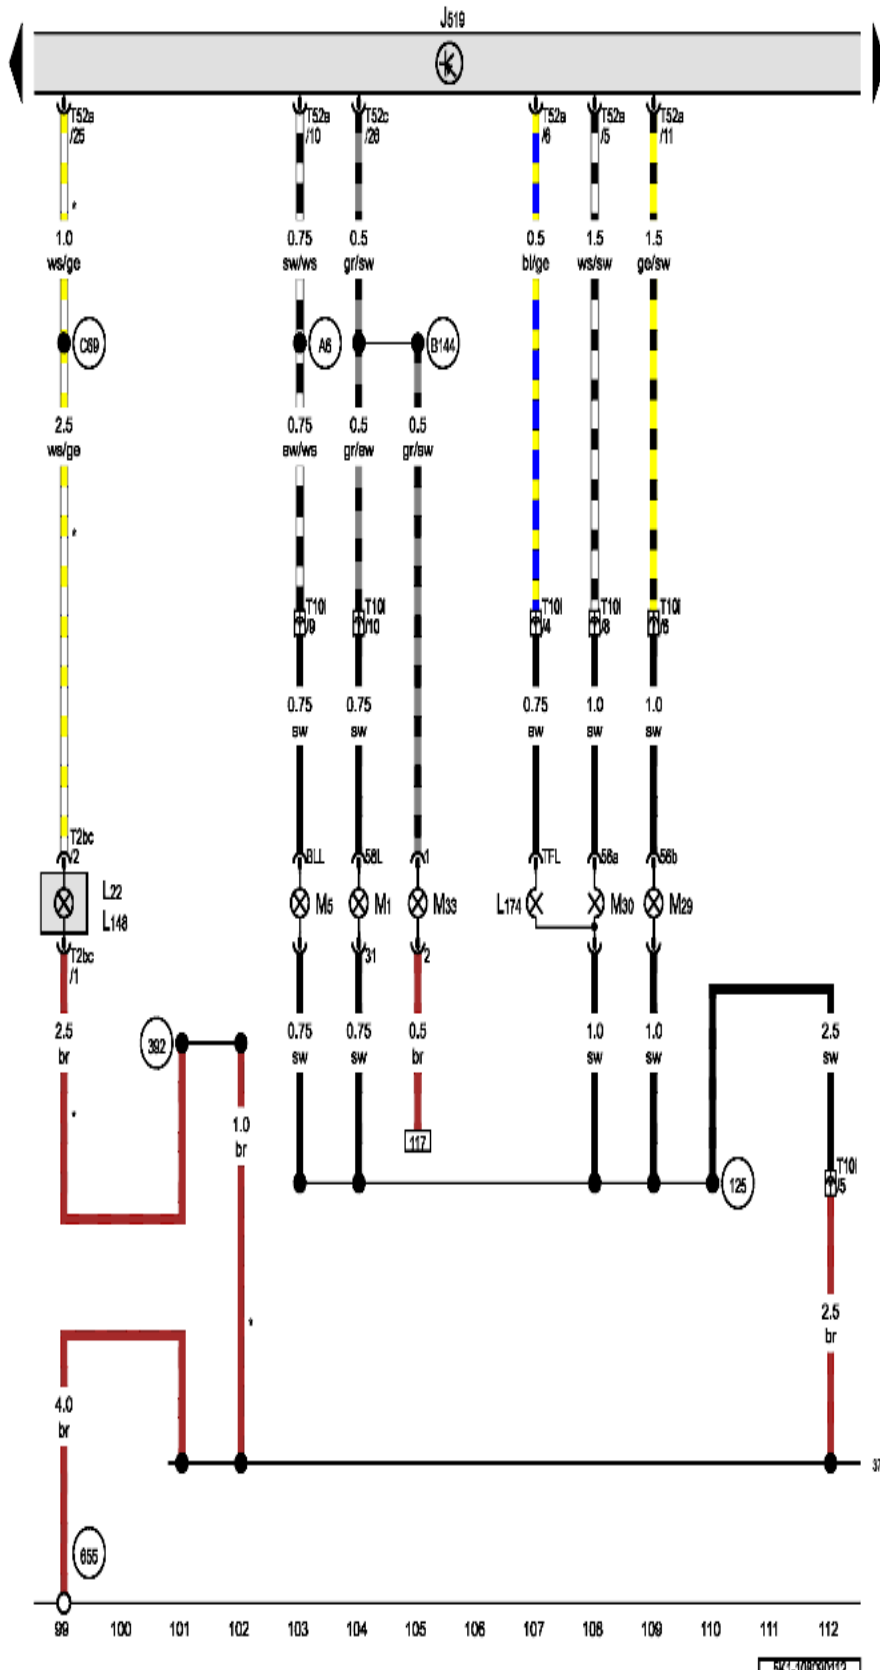 J519
T52a T52a T52c T52a T52a T52a
/25 /10 /28 /6 /5 /11
*
1.0 0.75 0.5 0.5 1.5 1.5
ws/ge sw/ws gr/sw bl/ge ws/sw ge/sw
C69 A6 B144
2.5 0.75 0.5 0.5
ws/ge sw/ws gr/sw gr/sw
*
T10l T10l T10l T10l T10l
/9 /10 /4 /8 /6
0.75 0.75 0.75 1.0 1.0
sw sw sw sw sw
T2bc
/2 BLL 58L 1 TFL 56a 56b
L22 M5 M1 M33 L174 M30 M29
L148
T2bc 31 2
/1
2.5 0.75 0.75 0.5 1.0 1.0 2.5
br sw sw br sw sw sw
392
*
1.0
br
117
125
T10l
/5
2.5
br
*
4.0
br
655
99 100 101 102 103 104 105 106 107 108 109 110 111 112